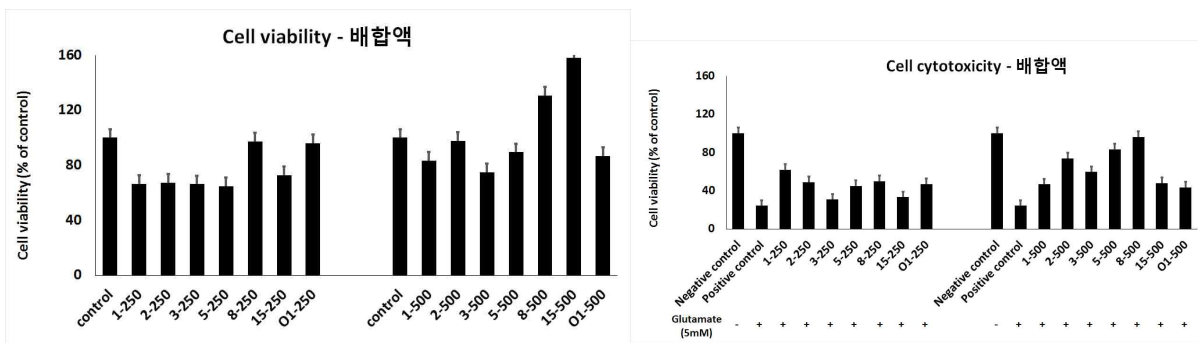 Cell viability - 배합액
Cell viability (% of control)
160
120
80
40
0
control
1-250
2-250
3-250
5-250
8-250
15-250
O1-250
control
1-500
2-500
3-500
5-500
8-500
15-500
O1-500
Cell cytotoxicity - 배합액
Cell viability (% of control)
160
120
80
40
0
Negative control
Positive control
1-250
2-250
3-250
5-250
8-250
15-250
O1-250
Negative control
Positive control
1-500
2-500
3-500
5-500
8-500
15-500
O1-500
Glutamate - + + + + + + + + - + + + + + + + +
(5mM)